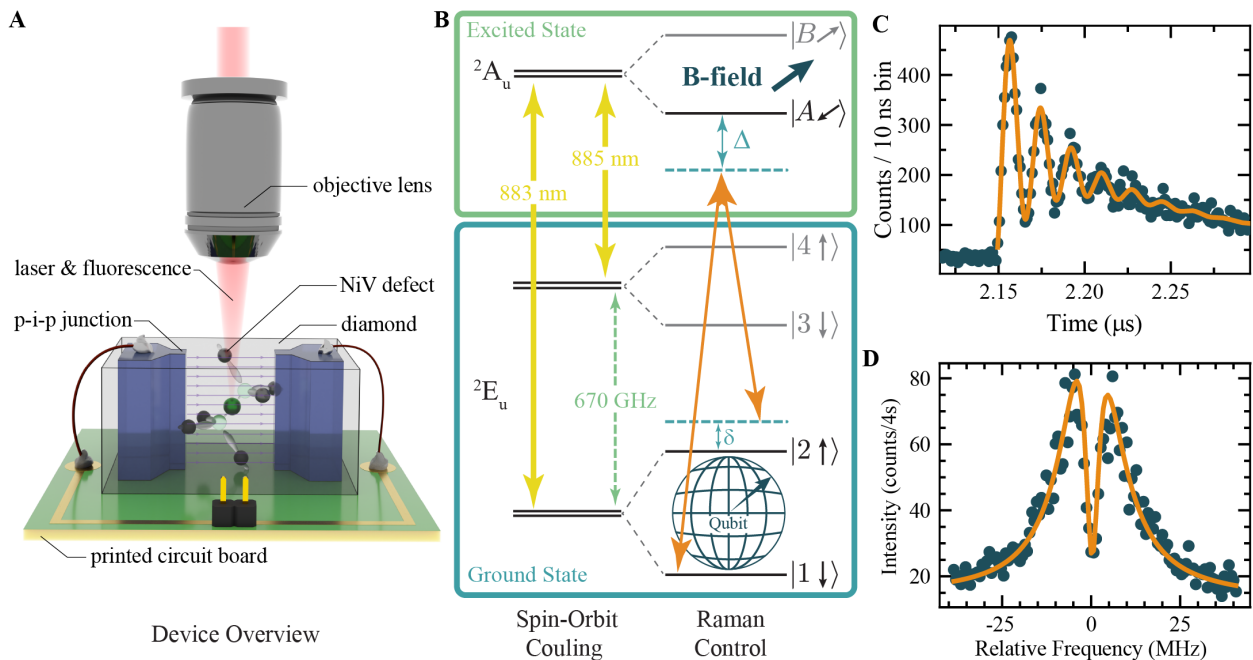 A
objective lens
laser & fluorescence
NiV defect
p-i-p junction
diamond
printed circuit board
Device Overview
B
Excited State
²Aᵤ
|B↗⟩
B-field
|A↙⟩
Δ
885 nm
883 nm
|4↑⟩
|3↓⟩
²Eᵤ
670 GHz
δ
|2↑⟩
Qubit
|1↓⟩
Ground State
Spin-Orbit
Couling
Raman
Control
C
Counts / 10 ns bin
400
300
200
100
2.15
2.20
2.25
Time (μs)
D
Intensity (counts/4s)
80
60
40
20
-25
0
25
Relative Frequency (MHz)